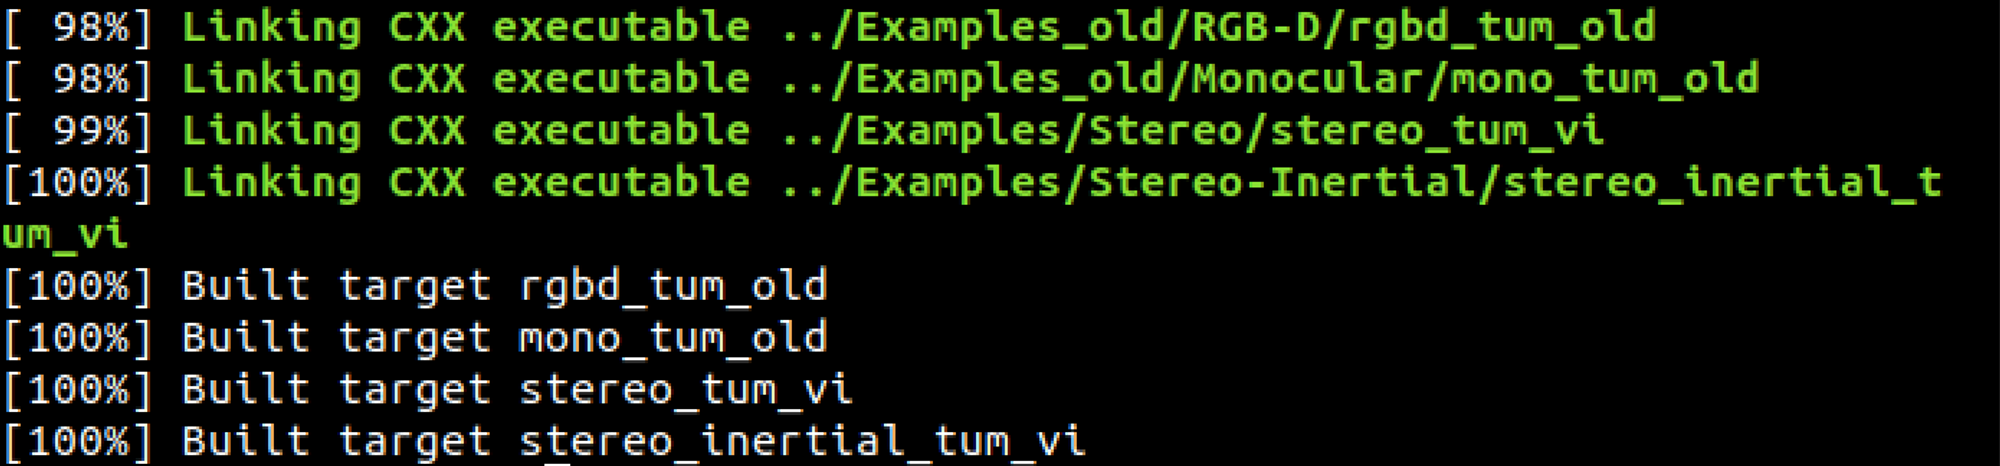 [ 98%] Linking CXX executable ../Examples_old/RGB-D/rgbd_tum_old
[ 98%] Linking CXX executable ../Examples_old/Monocular/mono_tum_old
[ 99%] Linking CXX executable ../Examples/Stereo/stereo_tum_vi
[100%] Linking CXX executable ../Examples/Stereo-Inertial/stereo_inertial_t
um_vi
[100%] Built target rgbd_tum_old
[100%] Built target mono_tum_old
[100%] Built target stereo_tum_vi
[100%] Built target stereo_inertial_tum_vi